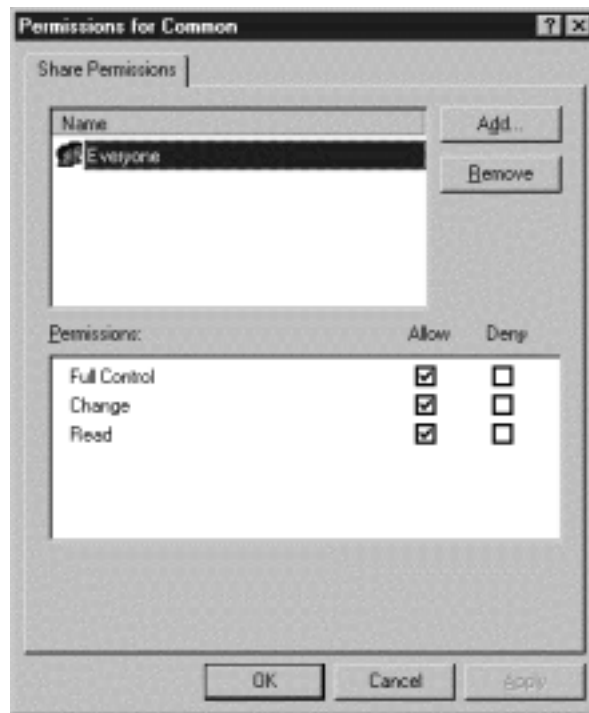 Permissions for Common
Share Permissions
Name
Add...
Everyone
Remove
Permissions: Allow Deny
Full Control
Change
Read
OK Cancel Apply